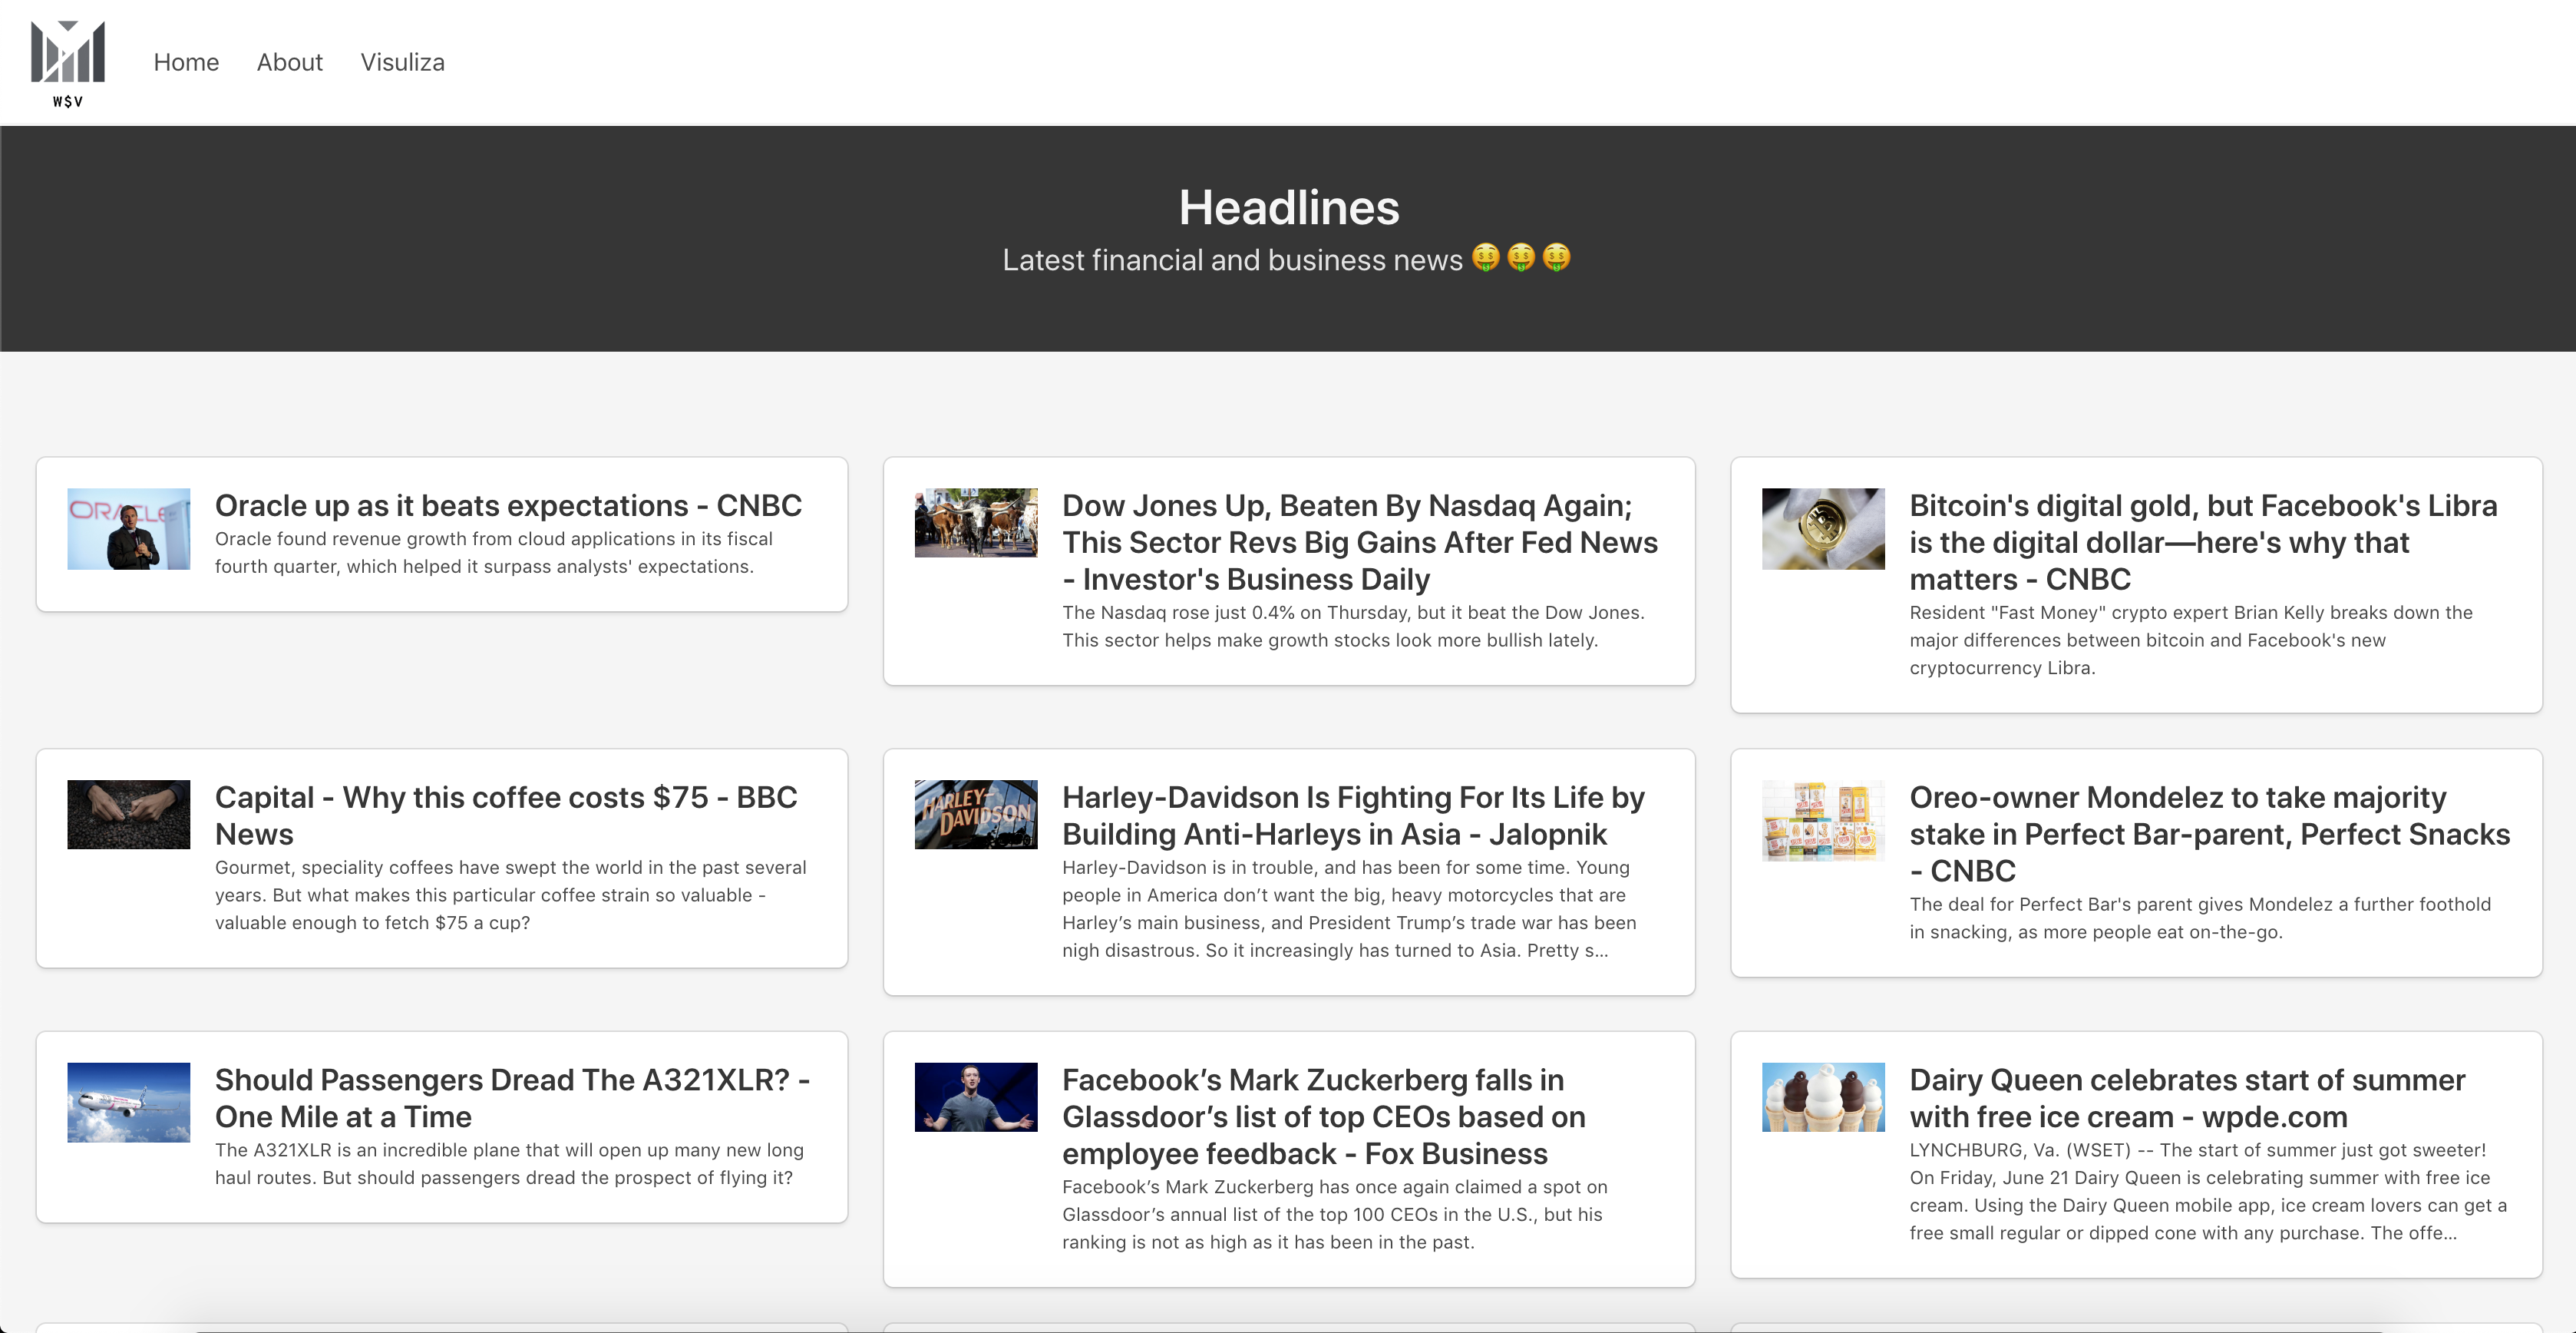 W$V
Home
About
Visuliza
Headlines
Latest financial and business news 🤑🤑🤑
ORACLE
Oracle up as it beats expectations - CNBC
Oracle found revenue growth from cloud applications in its fiscal
fourth quarter, which helped it surpass analysts' expectations.
Dow Jones Up, Beaten By Nasdaq Again;
This Sector Revs Big Gains After Fed News
- Investor's Business Daily
The Nasdaq rose just 0.4% on Thursday, but it beat the Dow Jones.
This sector helps make growth stocks look more bullish lately.
Bitcoin's digital gold, but Facebook's Libra
is the digital dollar—here's why that
matters - CNBC
Resident "Fast Money" crypto expert Brian Kelly breaks down the
major differences between bitcoin and Facebook's new
cryptocurrency Libra.
Capital - Why this coffee costs $75 - BBC
News
Gourmet, speciality coffees have swept the world in the past several
years. But what makes this particular coffee strain so valuable -
valuable enough to fetch $75 a cup?
HARLEY-
DAVIDSON
Harley-Davidson Is Fighting For Its Life by
Building Anti-Harleys in Asia - Jalopnik
Harley-Davidson is in trouble, and has been for some time. Young
people in America don’t want the big, heavy motorcycles that are
Harley’s main business, and President Trump’s trade war has been
nigh disastrous. So it increasingly has turned to Asia. Pretty s…
Oreo-owner Mondelez to take majority
stake in Perfect Bar-parent, Perfect Snacks
- CNBC
The deal for Perfect Bar's parent gives Mondelez a further foothold
in snacking, as more people eat on-the-go.
Should Passengers Dread The A321XLR? -
One Mile at a Time
The A321XLR is an incredible plane that will open up many new long
haul routes. But should passengers dread the prospect of flying it?
Facebook’s Mark Zuckerberg falls in
Glassdoor’s list of top CEOs based on
employee feedback - Fox Business
Facebook’s Mark Zuckerberg has once again claimed a spot on
Glassdoor’s annual list of the top 100 CEOs in the U.S., but his
ranking is not as high as it has been in the past.
Dairy Queen celebrates start of summer
with free ice cream - wpde.com
LYNCHBURG, Va. (WSET) -- The start of summer just got sweeter!
On Friday, June 21 Dairy Queen is celebrating summer with free ice
cream. Using the Dairy Queen mobile app, ice cream lovers can get a
free small regular or dipped cone with any purchase. The offe…